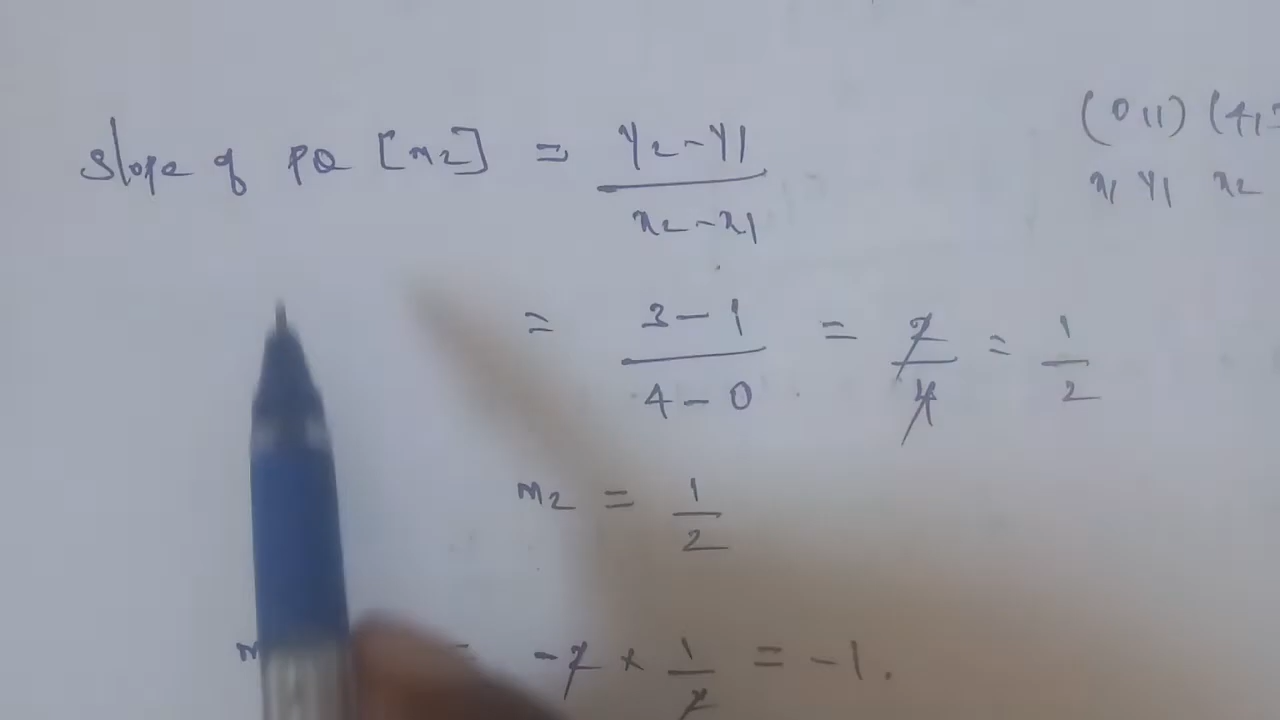 Slope of PQ [m2] = y2-y1 / x2-x1
(0,1) (4,
x1 y1 x2
= 3-1 / 4-0 = 2/4 = 1/2
m2 = 1/2
-2 × 1/2 = -1.